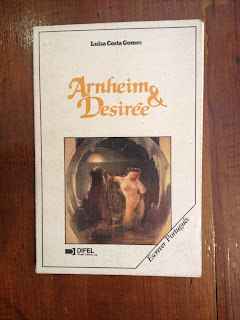 Luísa Costa Gomes
Arnheim
& Desirée
DIFEL
Escrever Português